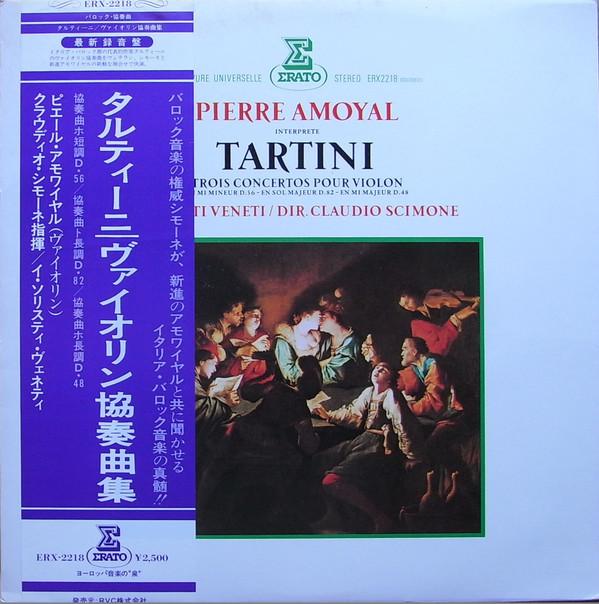 ERX-2218
バロック・協奏曲
タルティーニ/ヴァイオリン協奏曲集
最新録音盤
タルティーニ/ヴァイオリン協奏曲集
協奏曲ホ短調D・56/協奏曲ト長調D・82/協奏曲ホ長調D・48
ピエール・アモワイヤル(ヴァイオリン)
クラウディオ・シモーネ指揮/イ・ソリスティ・ヴェネティ
バロック音楽の権威シモーネが、新進のアモワイヤルと共に聞かせる
イタリア・バロック音楽の真髄!!
ERX-2218 ERATO ¥2,500
ヨーロッパ音楽の"泉"
発売元・RVC株式会社
ERATO
URE UNIVERSELLE STEREO ERX2218
PIERRE AMOYAL
INTERPRETE
TARTINI
TROIS CONCERTOS POUR VIOLON
MI MINEUR D.56 - EN SOL MAJEUR D.82 - EN MI MAJEUR D.48
TI VENETI / DIR. CLAUDIO SCIMONE